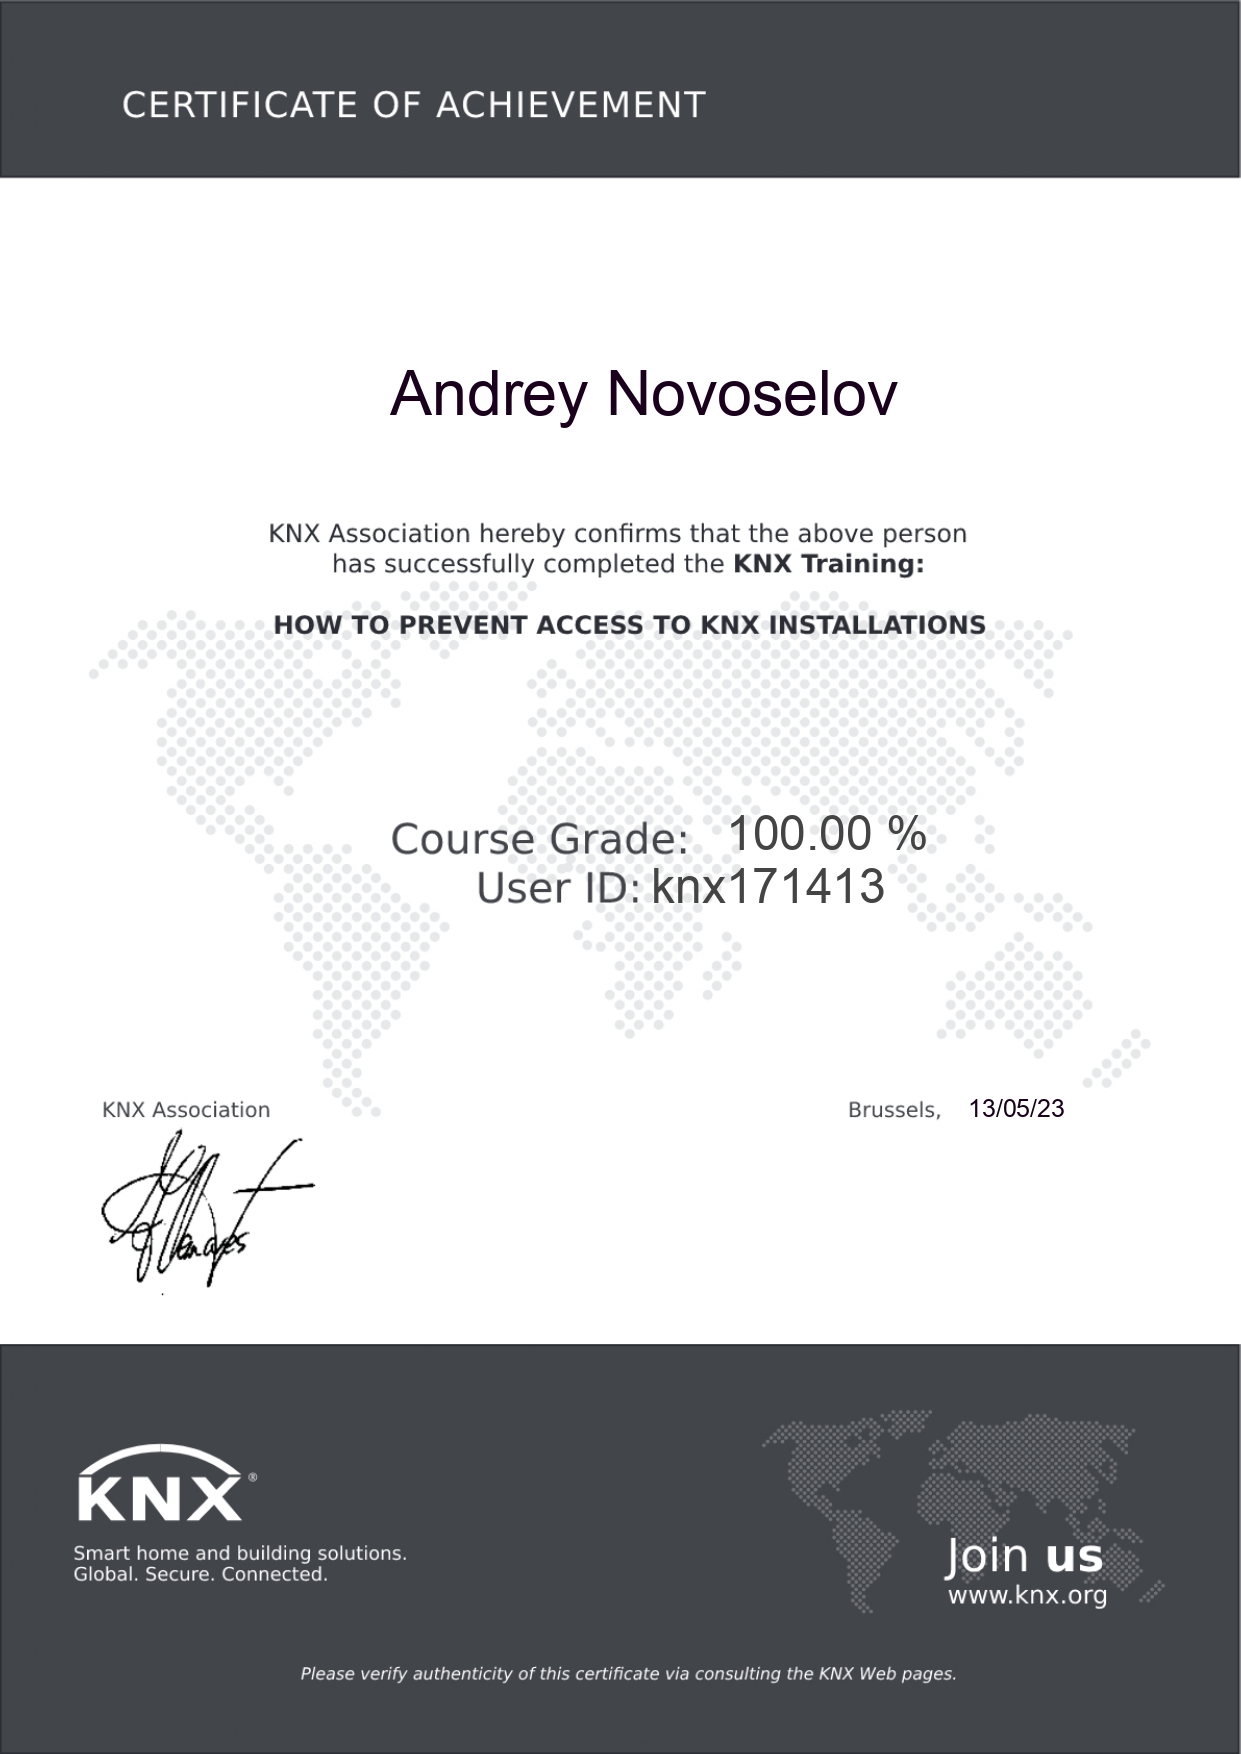 CERTIFICATE OF ACHIEVEMENT
Andrey Novoselov
KNX Association hereby confirms that the above person
has successfully completed the KNX Training:
HOW TO PREVENT ACCESS TO KNX INSTALLATIONS
Course Grade: 100.00 %
User ID: knx171413
KNX Association
Brussels, 13/05/23
KNX®
Smart home and building solutions.
Global. Secure. Connected.
Join us
www.knx.org
Please verify authenticity of this certificate via consulting the KNX Web pages.